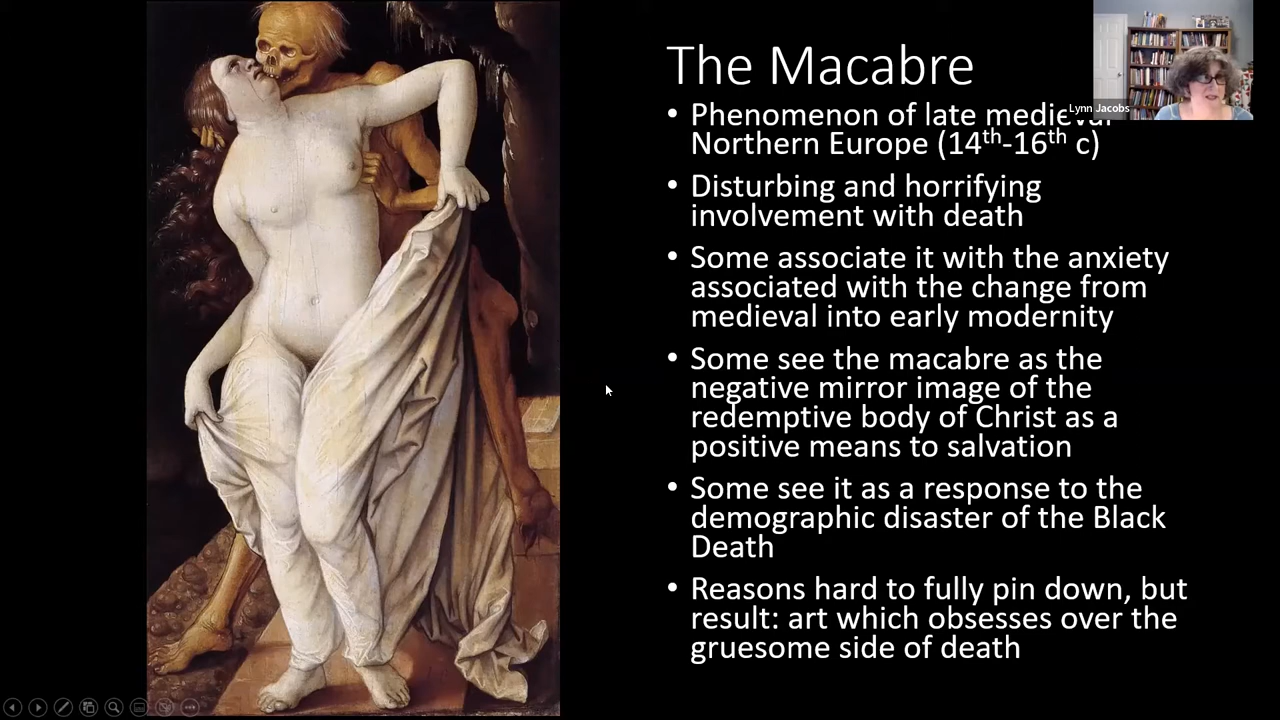 The Macabre
Lynn Jacobs
• Phenomenon of late medieval
Northern Europe (14th-16th c)
• Disturbing and horrifying
involvement with death
• Some associate it with the anxiety
associated with the change from
medieval into early modernity
• Some see the macabre as the
negative mirror image of the
redemptive body of Christ as a
positive means to salvation
• Some see it as a response to the
demographic disaster of the Black
Death
• Reasons hard to fully pin down, but
result: art which obsesses over the
gruesome side of death